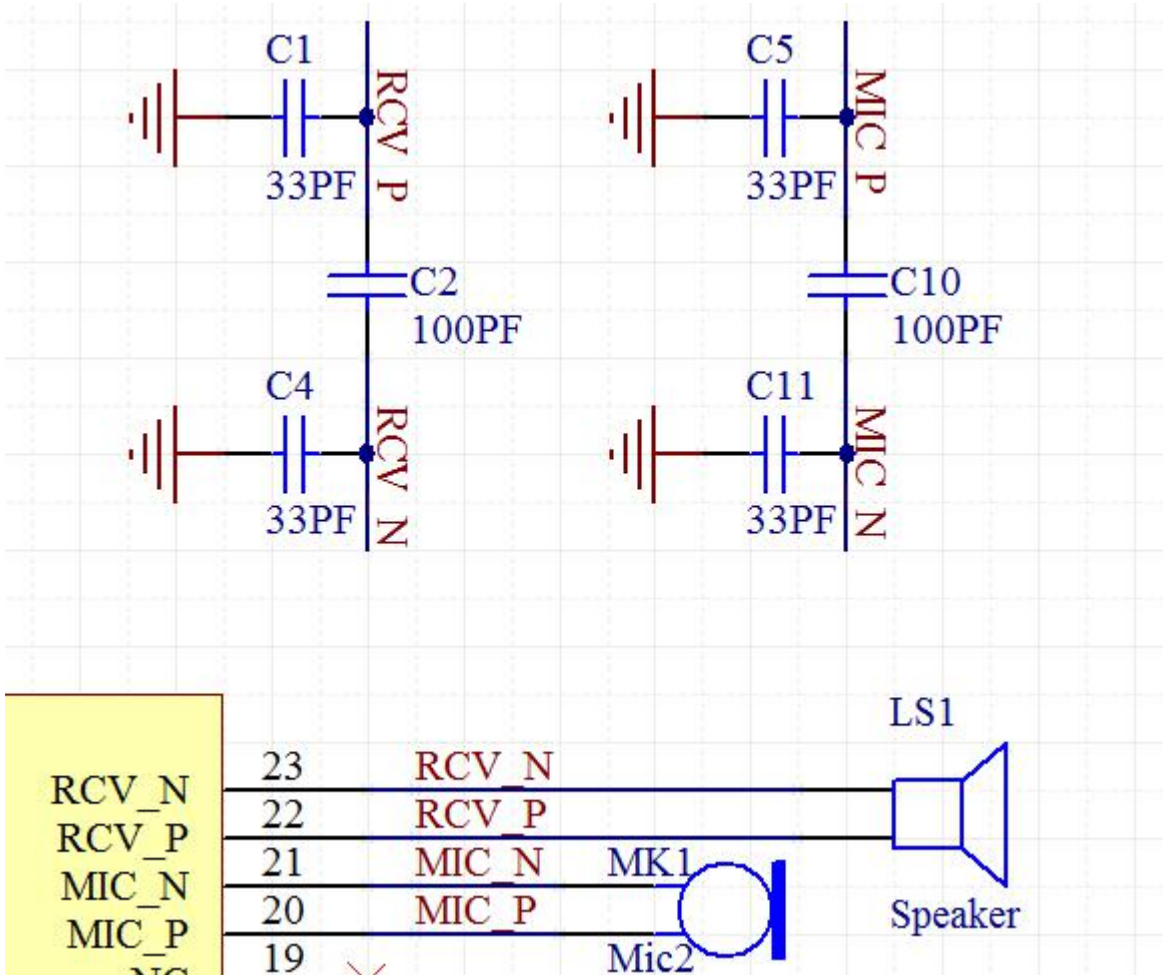 C1
RCV_P
33PF
C2
100PF
C4
RCV_N
33PF
C5
MIC_P
33PF
C10
100PF
C11
MIC_N
33PF
LS1
Speaker
RCV_N 23 RCV_N
RCV_P 22 RCV_P
MIC_N 21 MIC_N MK1
MIC_P 20 MIC_P
NC 19 Mic2